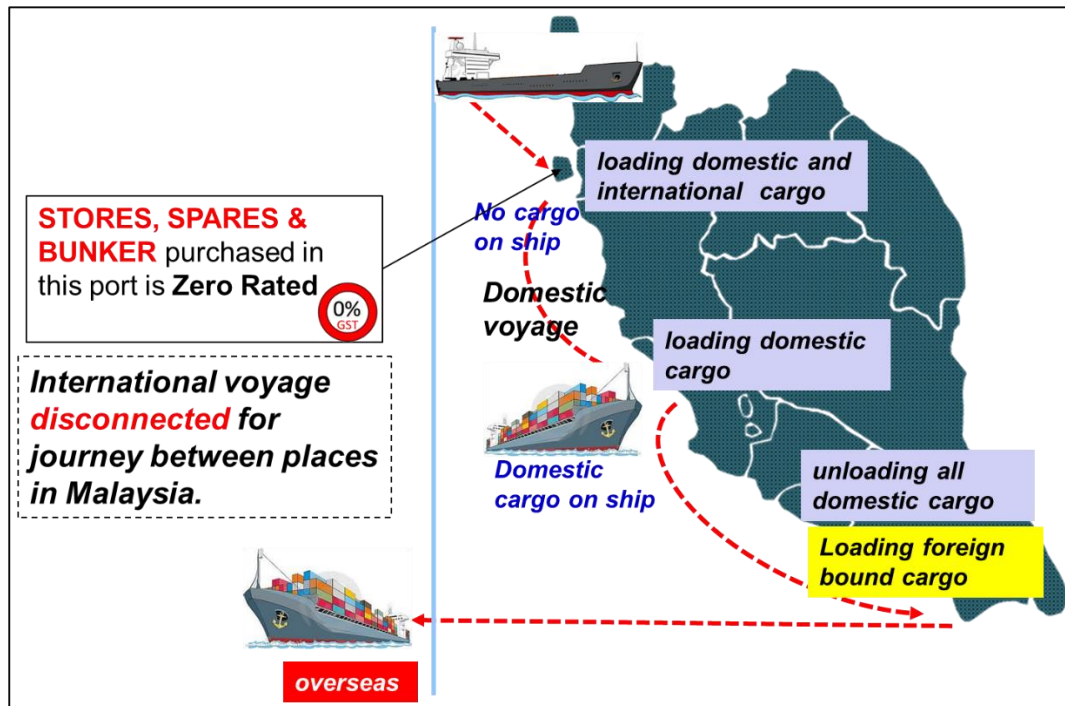 loading domestic and
international cargo
No cargo
on ship
STORES, SPARES &
BUNKER purchased in
this port is Zero Rated
0%
GST
Domestic
voyage
loading domestic
cargo
International voyage
disconnected for
journey between places
in Malaysia.
Domestic
cargo on ship
unloading all
domestic cargo
Loading foreign
bound cargo
overseas